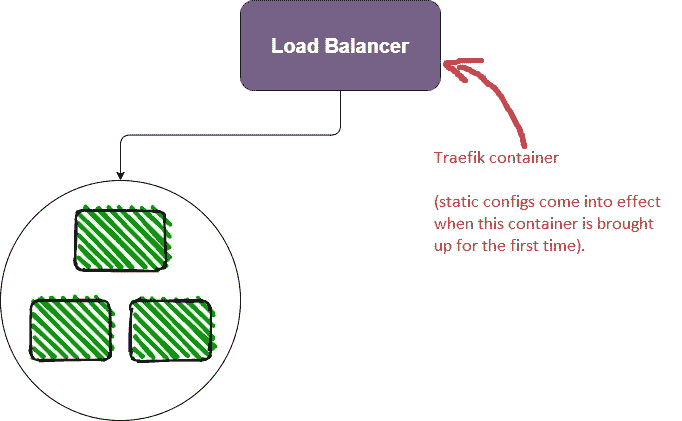 Load Balancer
Traefik container
(static configs come into effect
when this container is brought
up for the first time).